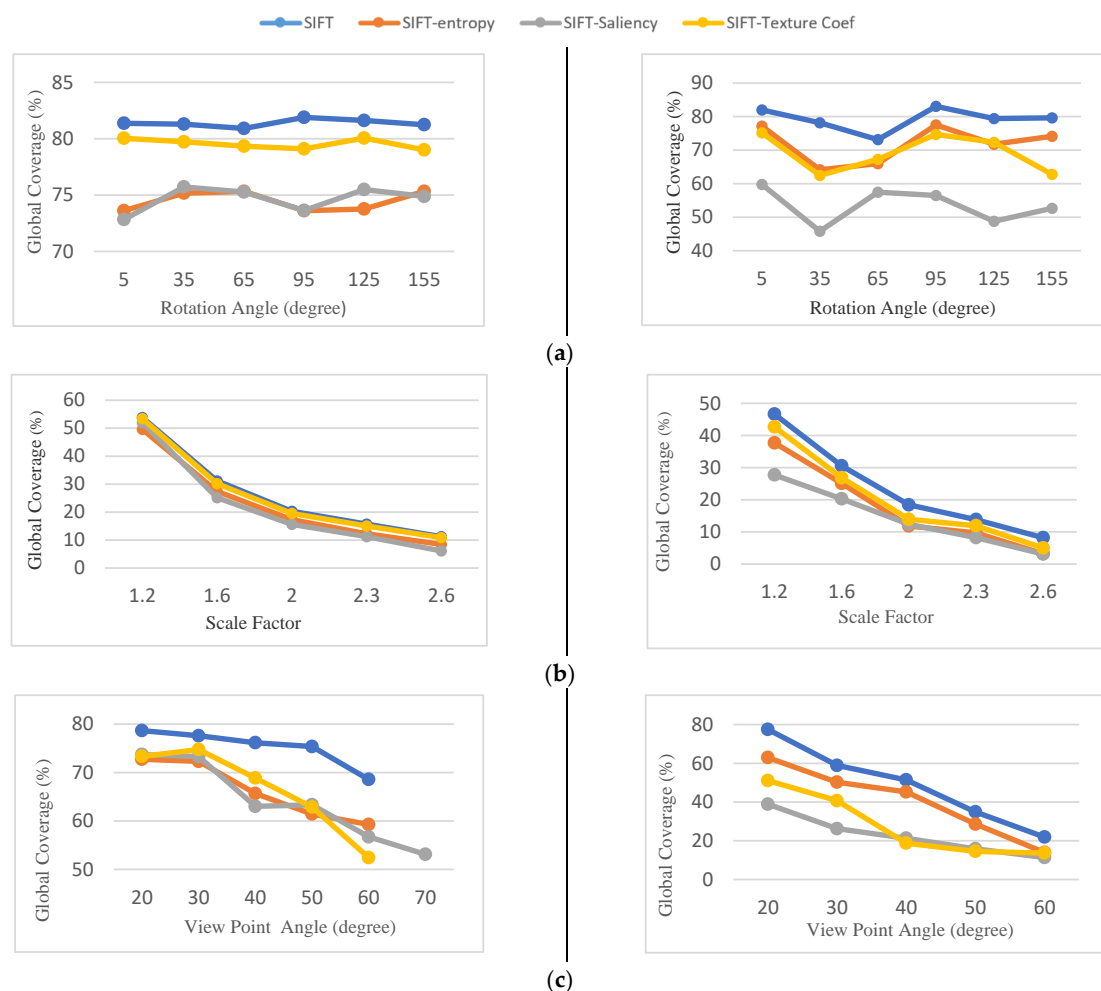 SIFT SIFT-entropy SIFT-Saliency SIFT-Texture Coef
Global Coverage (%)
85
80
75
70
5 35 65 95 125 155
Rotation Angle (degree)
Global Coverage (%)
90
80
70
60
50
40
5 35 65 95 125 155
Rotation Angle (degree)
(a)
Global Coverage (%)
60
50
40
30
20
10
0
1.2 1.6 2 2.3 2.6
Scale Factor
Global Coverage (%)
50
40
30
20
10
0
1.2 1.6 2 2.3 2.6
Scale Factor
(b)
Global Coverage (%)
80
70
60
50
20 30 40 50 60 70
View Point Angle (degree)
Global Coverage (%)
80
60
40
20
0
20 30 40 50 60
View Point Angle (degree)
(c)